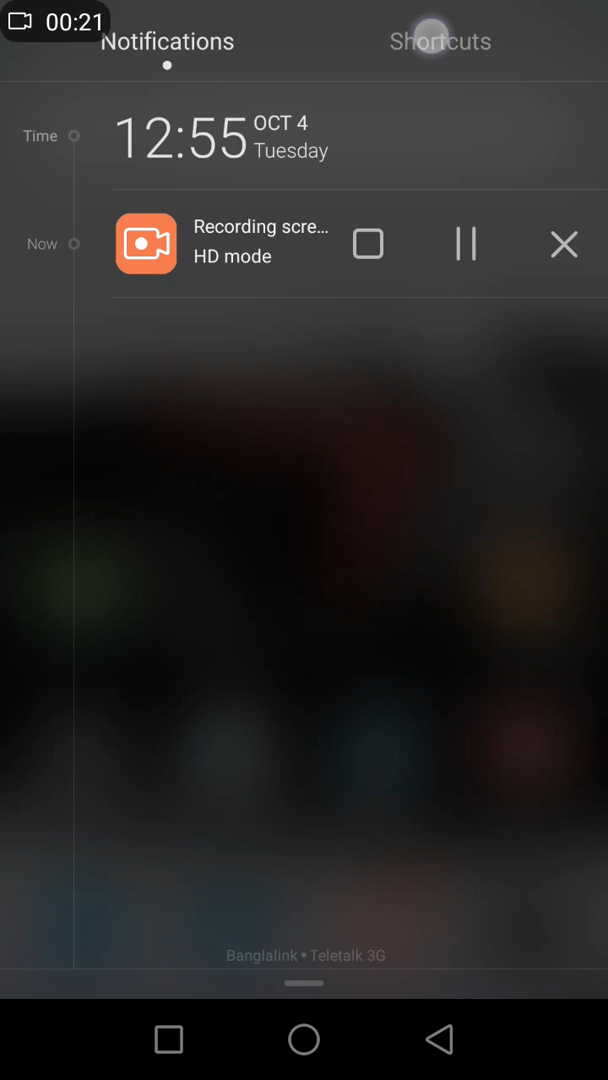 00:21
Notifications
Shortcuts
Time
12:55
OCT 4
Tuesday
Now
Recording scre...
HD mode
Banglalink • Teletalk 3G